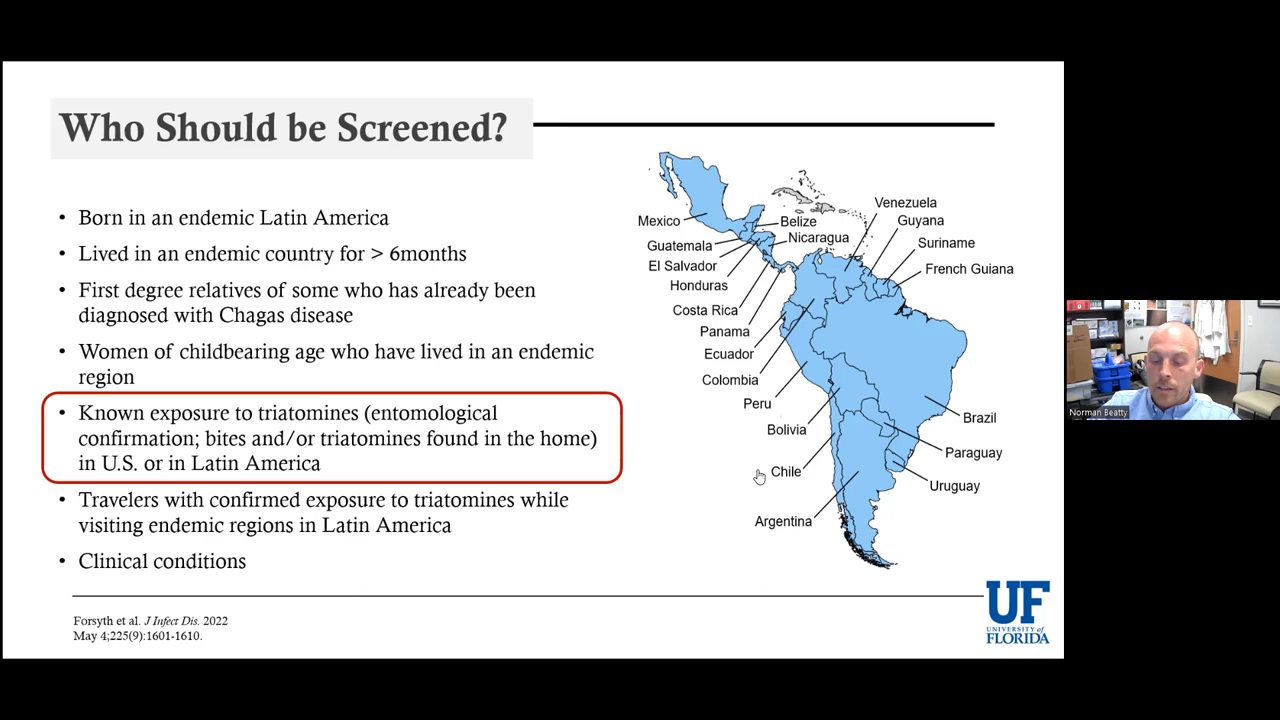 Who Should be Screened?
• Born in an endemic Latin America
• Lived in an endemic country for > 6months
• First degree relatives of some who has already been
diagnosed with Chagas disease
• Women of childbearing age who have lived in an endemic
region
• Known exposure to triatomines (entomological
confirmation; bites and/or triatomines found in the home)
in U.S. or in Latin America
• Travelers with confirmed exposure to triatomines while
visiting endemic regions in Latin America
• Clinical conditions
Mexico
Guatemala
El Salvador
Honduras
Costa Rica
Panama
Ecuador
Colombia
Peru
Bolivia
Chile
Argentina
Belize
Nicaragua
Venezuela
Guyana
Suriname
French Guiana
Brazil
Paraguay
Uruguay
Forsyth et al. J Infect Dis. 2022
May 4;225(9):1601-1610.
UF
UNIVERSITY of
FLORIDA
Norman Beatty